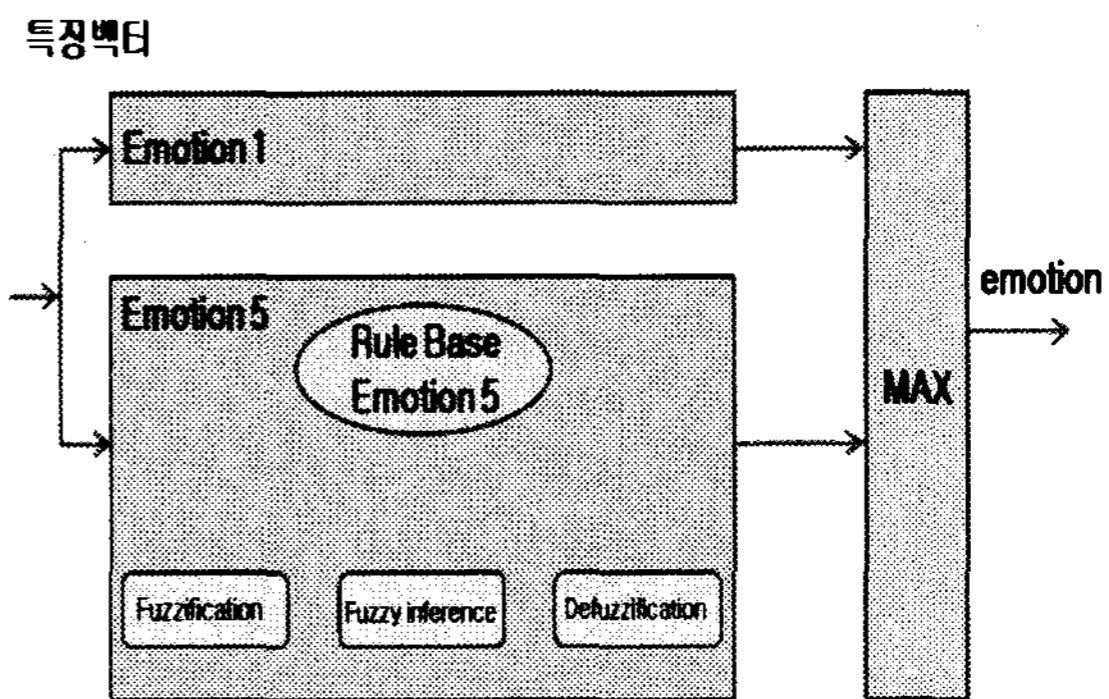 특징벡터
Emotion 1
Emotion 5
Rule Base
Emotion 5
Fuzzification
Fuzzy inference
Defuzzification
MAX
emotion